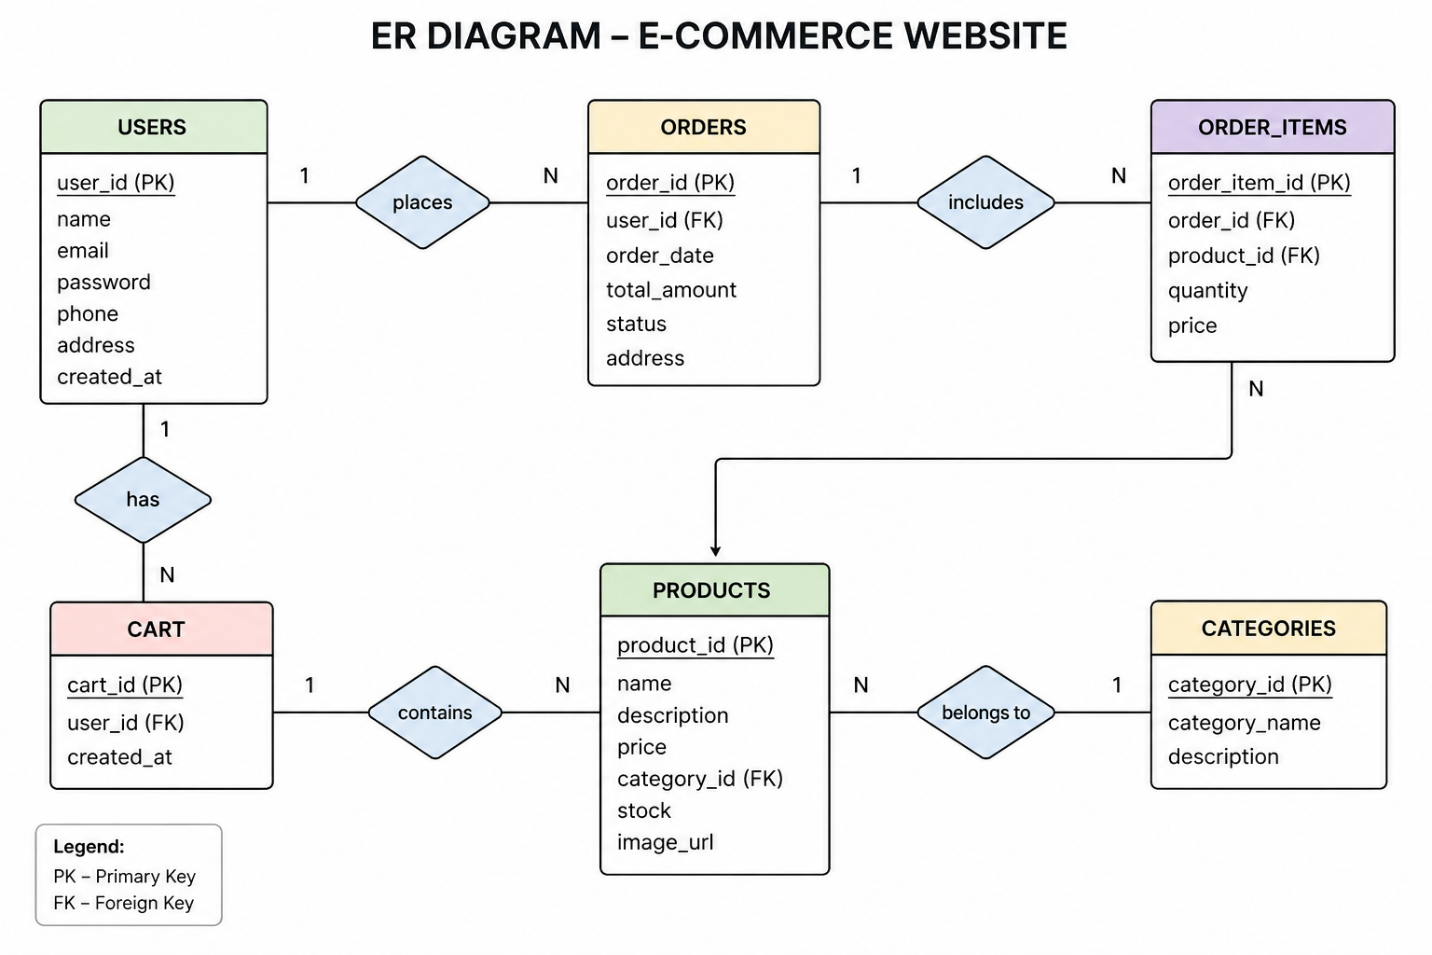 ER DIAGRAM – E-COMMERCE WEBSITE
USERS
user_id (PK)
name
email
password
phone
address
created_at
1
places
N
ORDERS
order_id (PK)
user_id (FK)
order_date
total_amount
status
address
1
includes
N
ORDER_ITEMS
order_item_id (PK)
order_id (FK)
product_id (FK)
quantity
price
N
1
has
N
CART
cart_id (PK)
user_id (FK)
created_at
1
contains
N
PRODUCTS
product_id (PK)
name
description
price
category_id (FK)
stock
image_url
N
belongs to
1
CATEGORIES
category_id (PK)
category_name
description
Legend:
PK – Primary Key
FK – Foreign Key